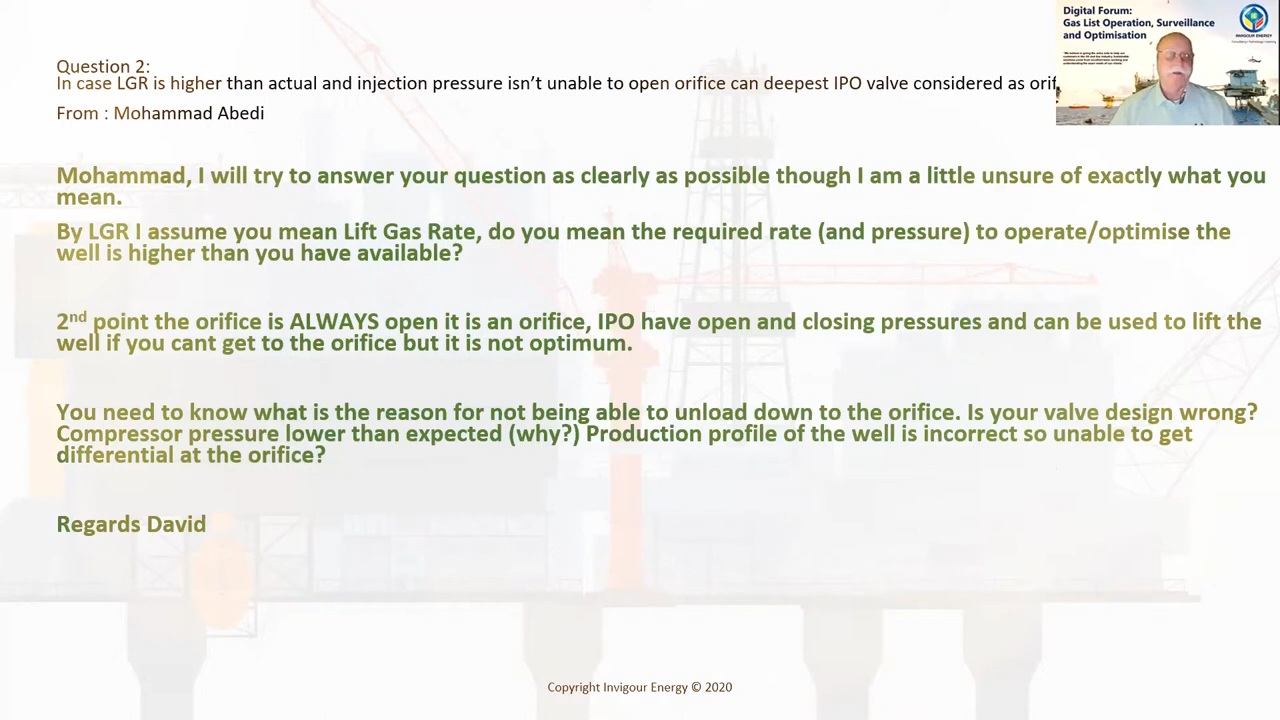 Question 2:
In case LGR is higher than actual and injection pressure isn't unable to open orifice can deepest IPO valve considered as orif
From : Mohammad Abedi
Mohammad, I will try to answer your question as clearly as possible though I am a little unsure of exactly what you
mean.
By LGR I assume you mean Lift Gas Rate, do you mean the required rate (and pressure) to operate/optimise the
well is higher than you have available?
2nd point the orifice is ALWAYS open it is an orifice, IPO have open and closing pressures and can be used to lift the
well if you cant get to the orifice but it is not optimum.
You need to know what is the reason for not being able to unload down to the orifice. Is your valve design wrong?
Compressor pressure lower than expected (why?) Production profile of the well is incorrect so unable to get
differential at the orifice?
Regards David
Copyright Invigour Energy © 2020
Digital Forum:
Gas List Operation, Surveillance
and Optimisation
INVIGOUR ENERGY